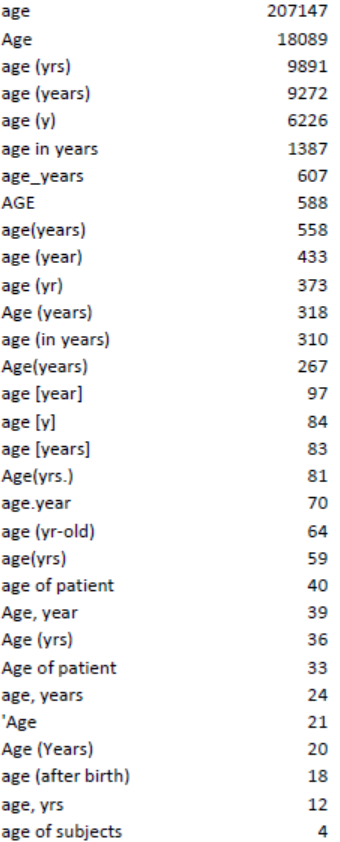 age 207147
Age 18089
age (yrs) 9891
age (years) 9272
age (y) 6226
age in years 1387
age_years 607
AGE 588
age(years) 558
age (year) 433
age (yr) 373
Age (years) 318
age (in years) 310
Age(years) 267
age [year] 97
age [y] 84
age [years] 83
Age(yrs.) 81
age.year 70
age (yr-old) 64
age(yrs) 59
age of patient 40
Age, year 39
Age (yrs) 36
Age of patient 33
age, years 24
'Age 21
Age (Years) 20
age (after birth) 18
age, yrs 12
age of subjects 4